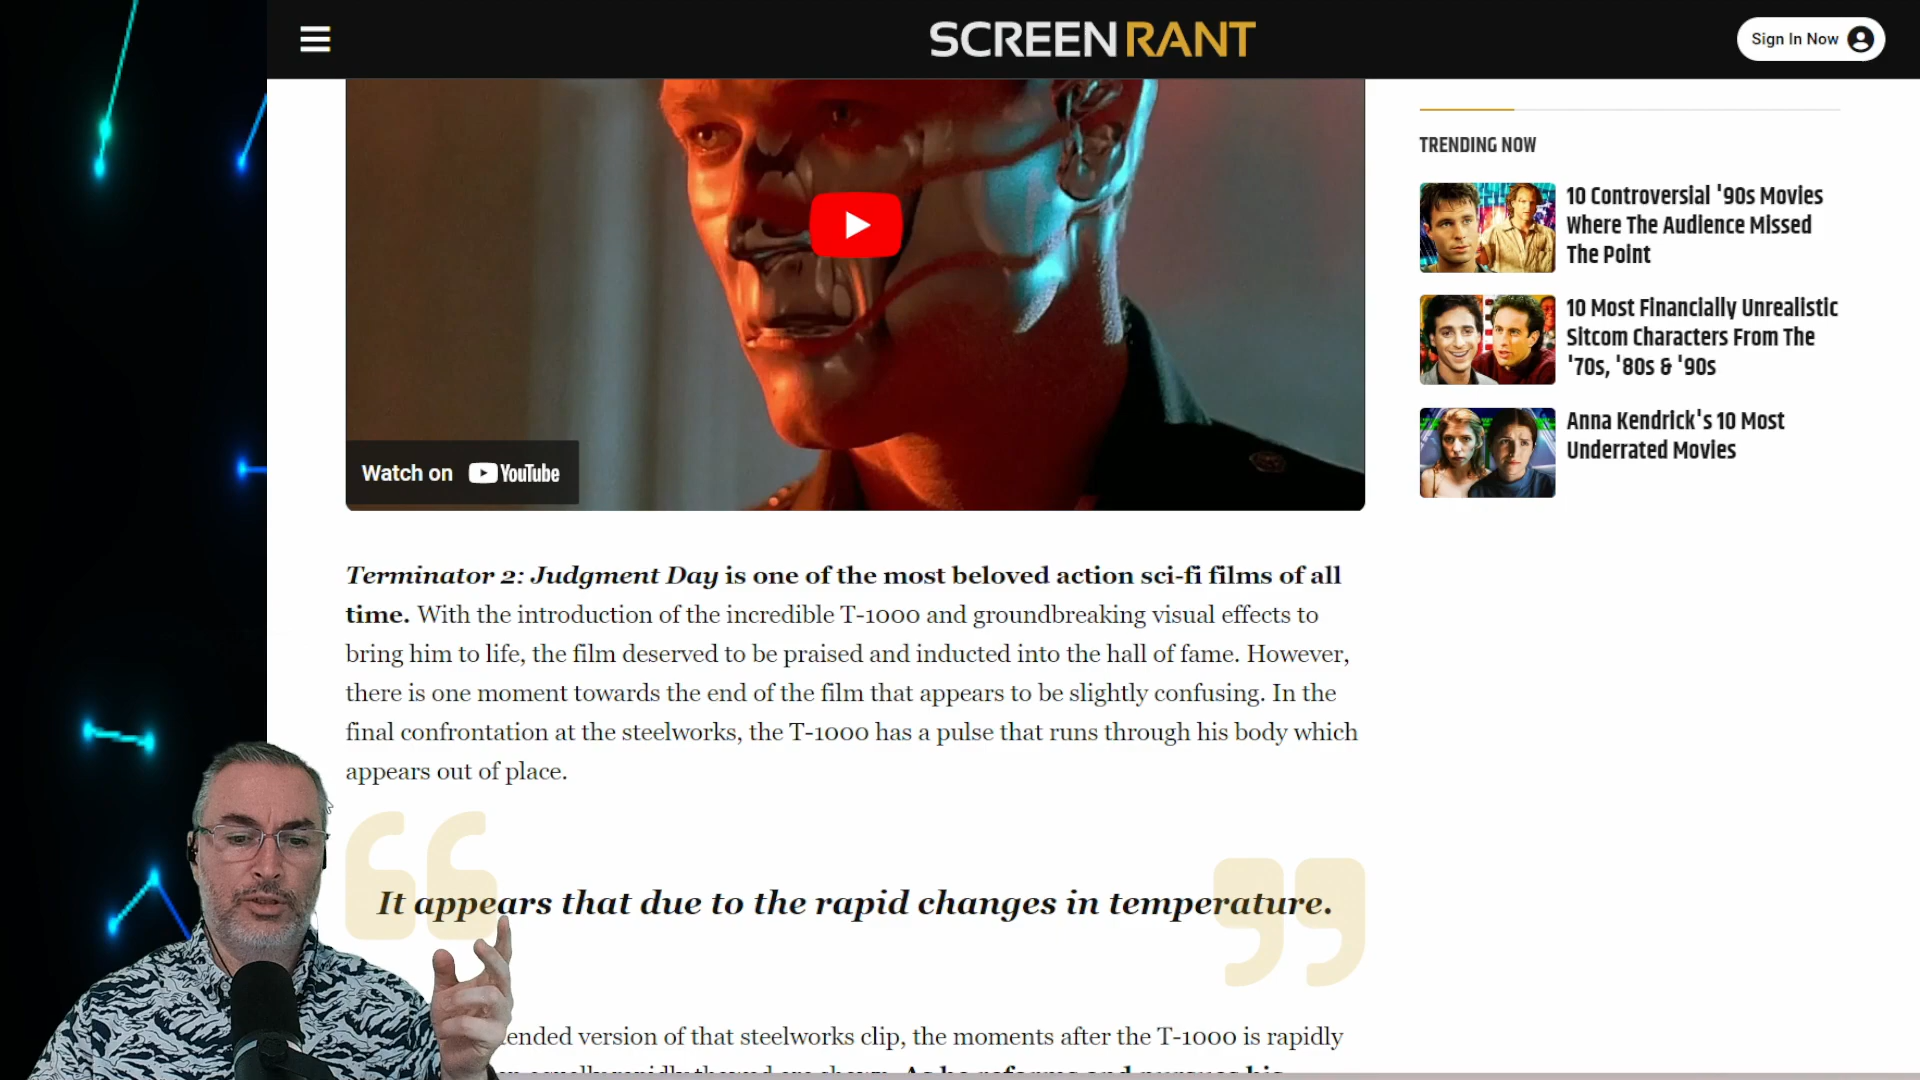 SCREENRANT
Sign In Now
TRENDING NOW
10 Controversial '90s Movies
Where The Audience Missed
The Point
10 Most Financially Unrealistic
Sitcom Characters From The
'70s, '80s & '90s
Anna Kendrick's 10 Most
Underrated Movies
Watch on YouTube
Terminator 2: Judgment Day is one of the most beloved action sci-fi films of all
time. With the introduction of the incredible T-1000 and groundbreaking visual effects to
bring him to life, the film deserved to be praised and inducted into the hall of fame. However,
there is one moment towards the end of the film that appears to be slightly confusing. In the
final confrontation at the steelworks, the T-1000 has a pulse that runs through his body which
appears out of place.
“It appears that due to the rapid changes in temperature.”
version of that steelworks clip, the moments after the T-1000 is rapidly